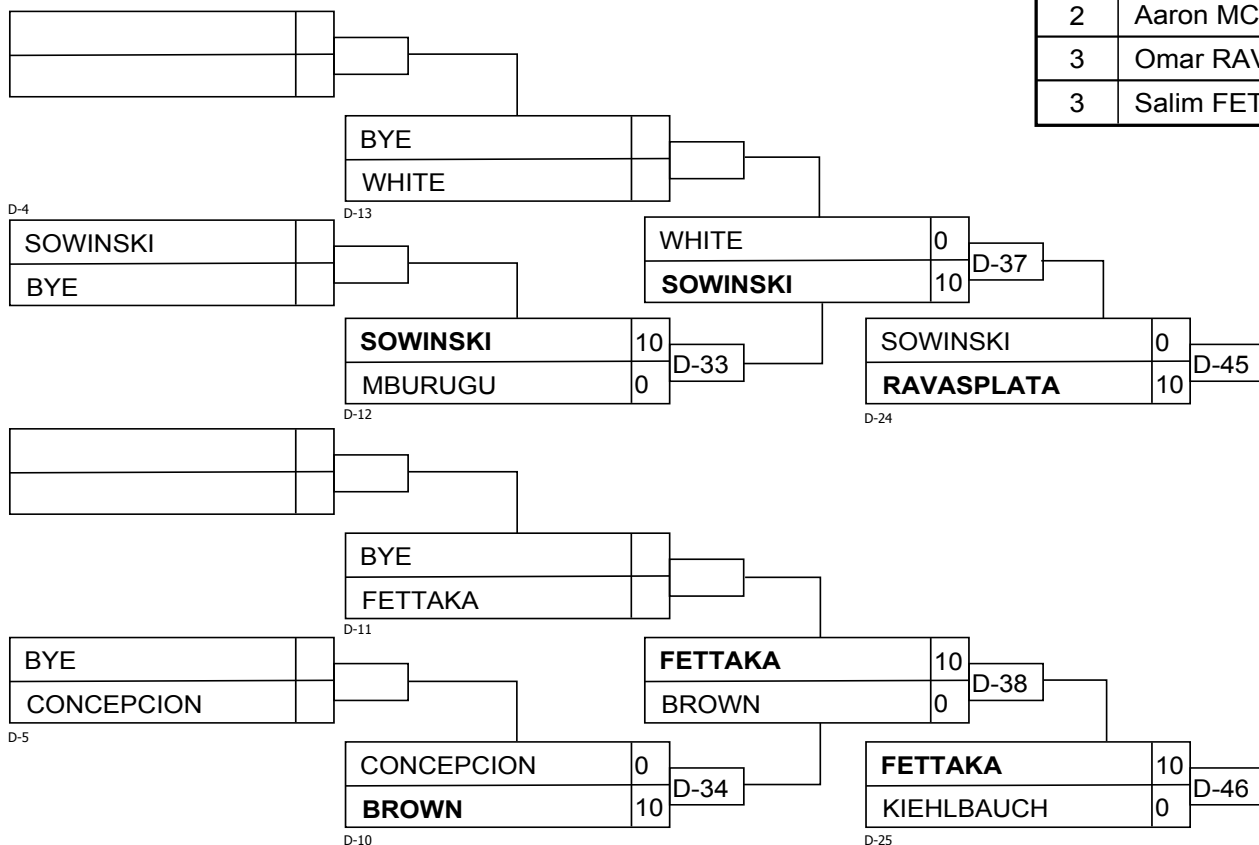 2 Aaron MC
3 Omar RAV
3 Salim FET
BYE
WHITE
D-4
D-13
SOWINSKI
BYE
WHITE 0
SOWINSKI 10
D-37
SOWINSKI 10
MBURUGU 0
D-33
D-12
SOWINSKI 0
RAVASPLATA 10
D-45
D-24
BYE
FETTAKA
D-11
BYE
CONCEPCION
D-5
FETTAKA 10
BROWN 0
D-38
CONCEPCION 0
BROWN 10
D-34
D-10
FETTAKA 10
KIEHLBAUCH 0
D-46
D-25